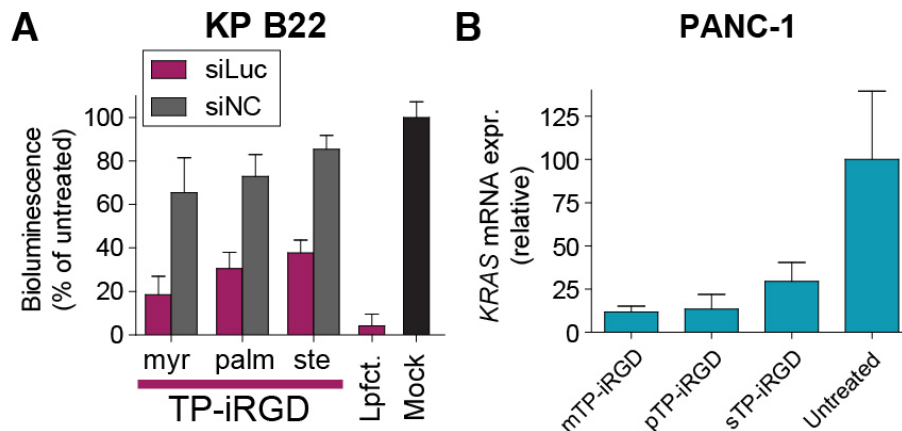 A
KP B22
siLuc
siNC
Bioluminescence
(% of untreated)
100
80
60
40
20
0
myr
palm
ste
Lpfct.
Mock
TP-iRGD
B
PANC-1
KRAS mRNA expr.
(relative)
125
100
75
50
25
0
mTP-iRGD
pTP-iRGD
sTP-iRGD
Untreated